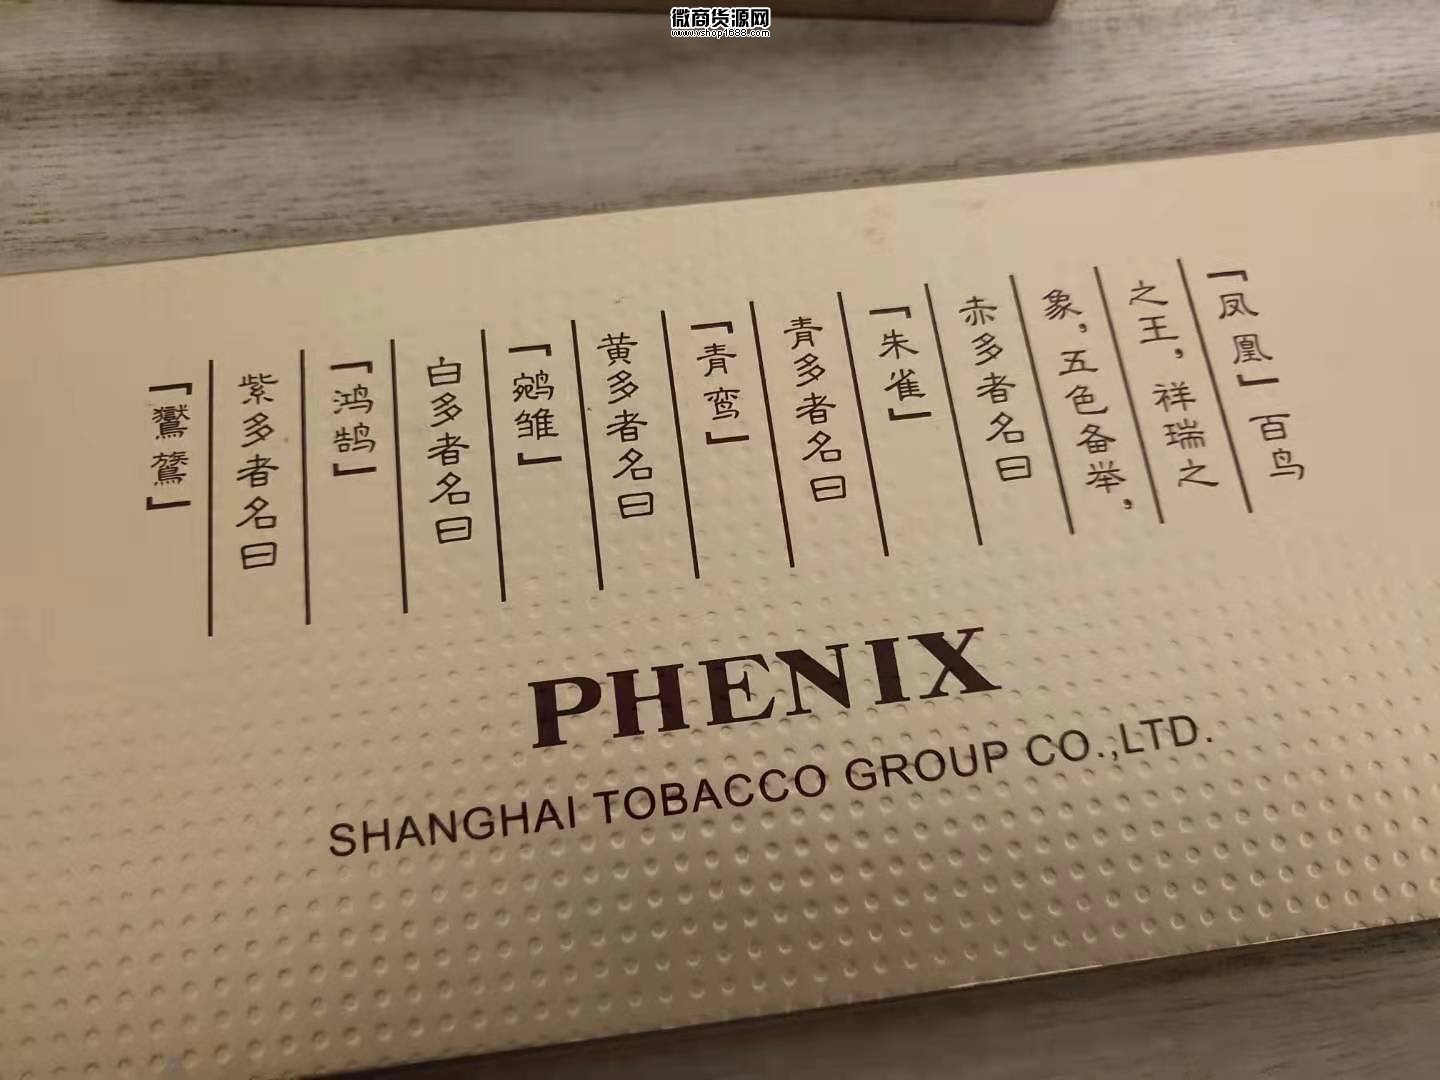 微商货源网
www.vshop1688.com
「凤凰」百鸟
之王，祥瑞之
象，五色备举，
赤多者名曰
「朱雀」
青多者名曰
「青鸾」
黄多者名曰
「鹓雏」
白多者名曰
「鸿鹄」
紫多者名曰
「鸑鷟」
PHENIX
SHANGHAI TOBACCO GROUP CO.,LTD.